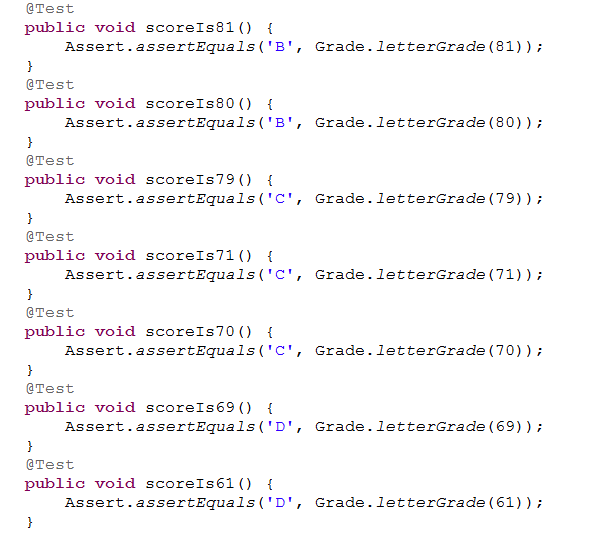 @Test
public void scoreIs81() {
    Assert.assertEquals('B', Grade.letterGrade(81));
}
@Test
public void scoreIs80() {
    Assert.assertEquals('B', Grade.letterGrade(80));
}
@Test
public void scoreIs79() {
    Assert.assertEquals('C', Grade.letterGrade(79));
}
@Test
public void scoreIs71() {
    Assert.assertEquals('C', Grade.letterGrade(71));
}
@Test
public void scoreIs70() {
    Assert.assertEquals('C', Grade.letterGrade(70));
}
@Test
public void scoreIs69() {
    Assert.assertEquals('D', Grade.letterGrade(69));
}
@Test
public void scoreIs61() {
    Assert.assertEquals('D', Grade.letterGrade(61));
}